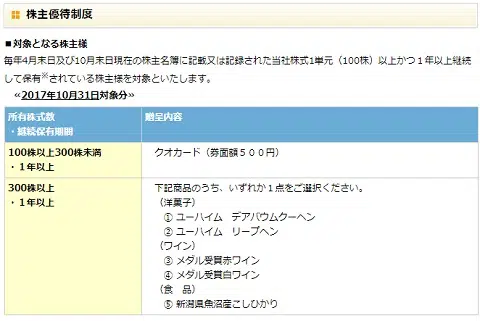 株主優待制度
■対象となる株主様
毎年4月末日及び10月末日現在の株主名簿に記載又は記録された当社株式1単元（100株）以上かつ１年以上継続
して保有※されている株主様を対象といたします。
≪2017年10月31日対象分≫
所有株式数
・継続保有期間
贈呈内容
100株以上300株未満
・１年以上
クオカード（券面額５００円）
300株以上
・１年以上
下記商品のうち、いずれか１点をご選択ください。
（洋菓子）
① ユーハイム　デアバウムクーヘン
② ユーハイム　リープヘン
（ワイン）
③ メダル受賞赤ワイン
④ メダル受賞白ワイン
（食　品）
⑤ 新潟県魚沼産こしひかり